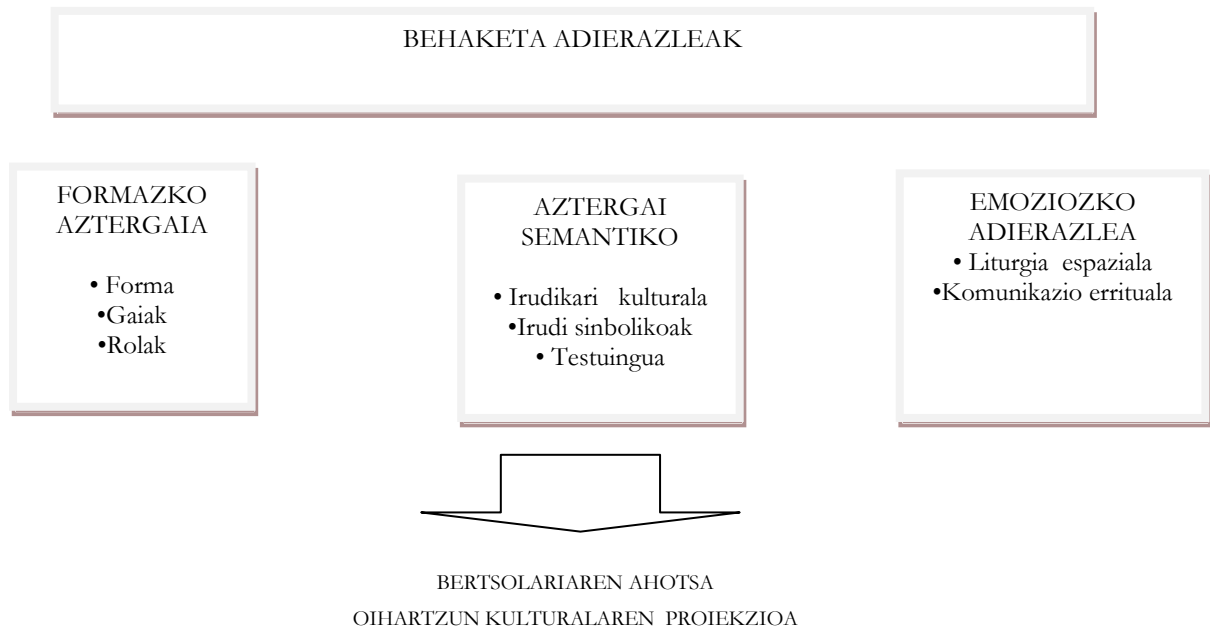 BEHAKETA ADIERAZLEAK
FORMAZKO
AZTERGAIA
• Forma
•Gaiak
•Rolak
AZTERGAI
SEMANTIKO
• Irudikari kulturala
•Irudi sinbolikoak
• Testuingua
EMOZIOZKO
ADIERAZLEA
• Liturgia espaziala
•Komunikazio errituala
BERTSOLARIAREN AHOTSA
OIHARTZUN KULTURALAREN PROIEKZIOA